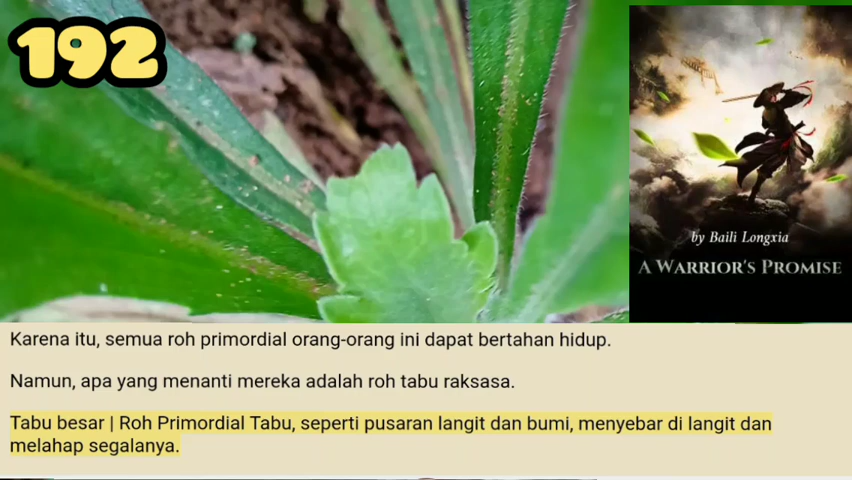 192
by Baili Longxia
A WARRIOR'S PROMISE
Karena itu, semua roh primordial orang-orang ini dapat bertahan hidup.
Namun, apa yang menanti mereka adalah roh tabu raksasa.
Tabu besar | Roh Primordial Tabu, seperti pusaran langit dan bumi, menyebar di langit dan
melahap segalanya.